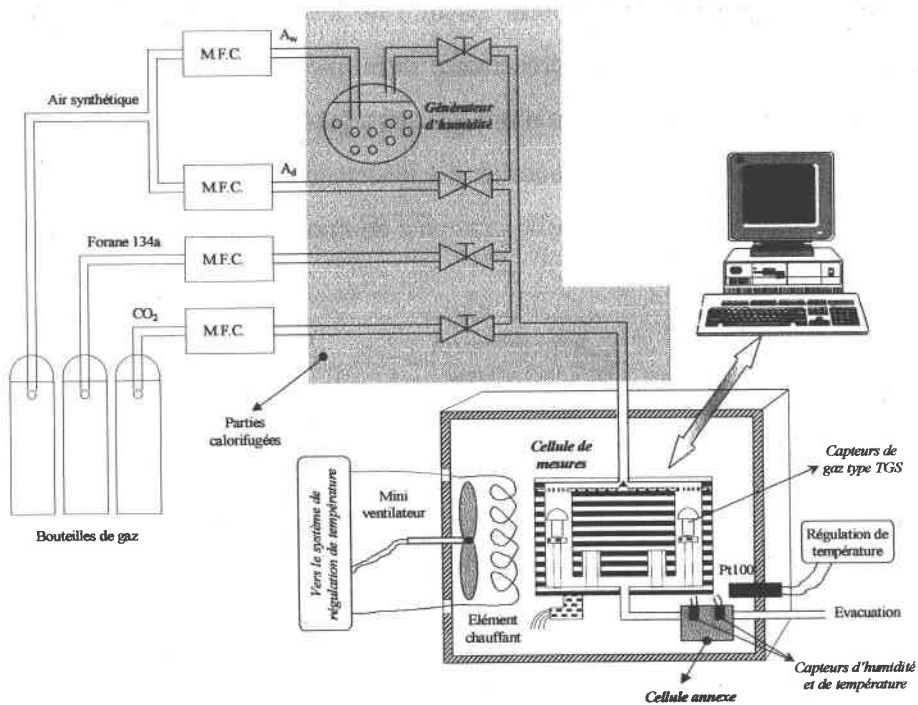 M.F.C.
A_w
Air synthétique
Générateur
d'humidité
M.F.C.
A_d
Forane 134a
M.F.C.
CO₂
M.F.C.
Parties
calorifugées
Bouteilles de gaz
Vers le système de
régulation de température
Mini
ventilateur
Elément
chauffant
Cellule de
mesures
Capteurs de
gaz type TGS
Régulation de
température
Pt100
Evacuation
Capteurs d'humidité
et de température
Cellule annexe